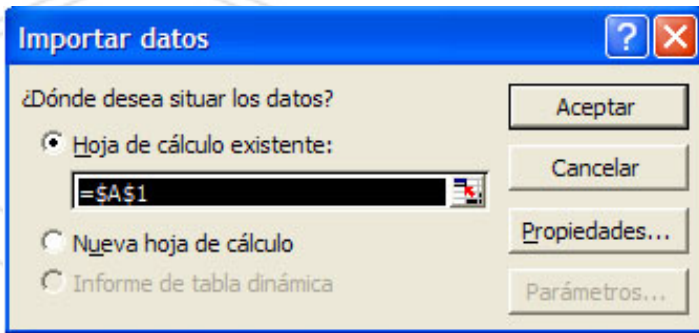 Importar datos
¿Dónde desea situar los datos?
Hoja de cálculo existente:
=$A$1
Nueva hoja de cálculo
Informe de tabla dinámica
Aceptar
Cancelar
Propiedades...
Parámetros...